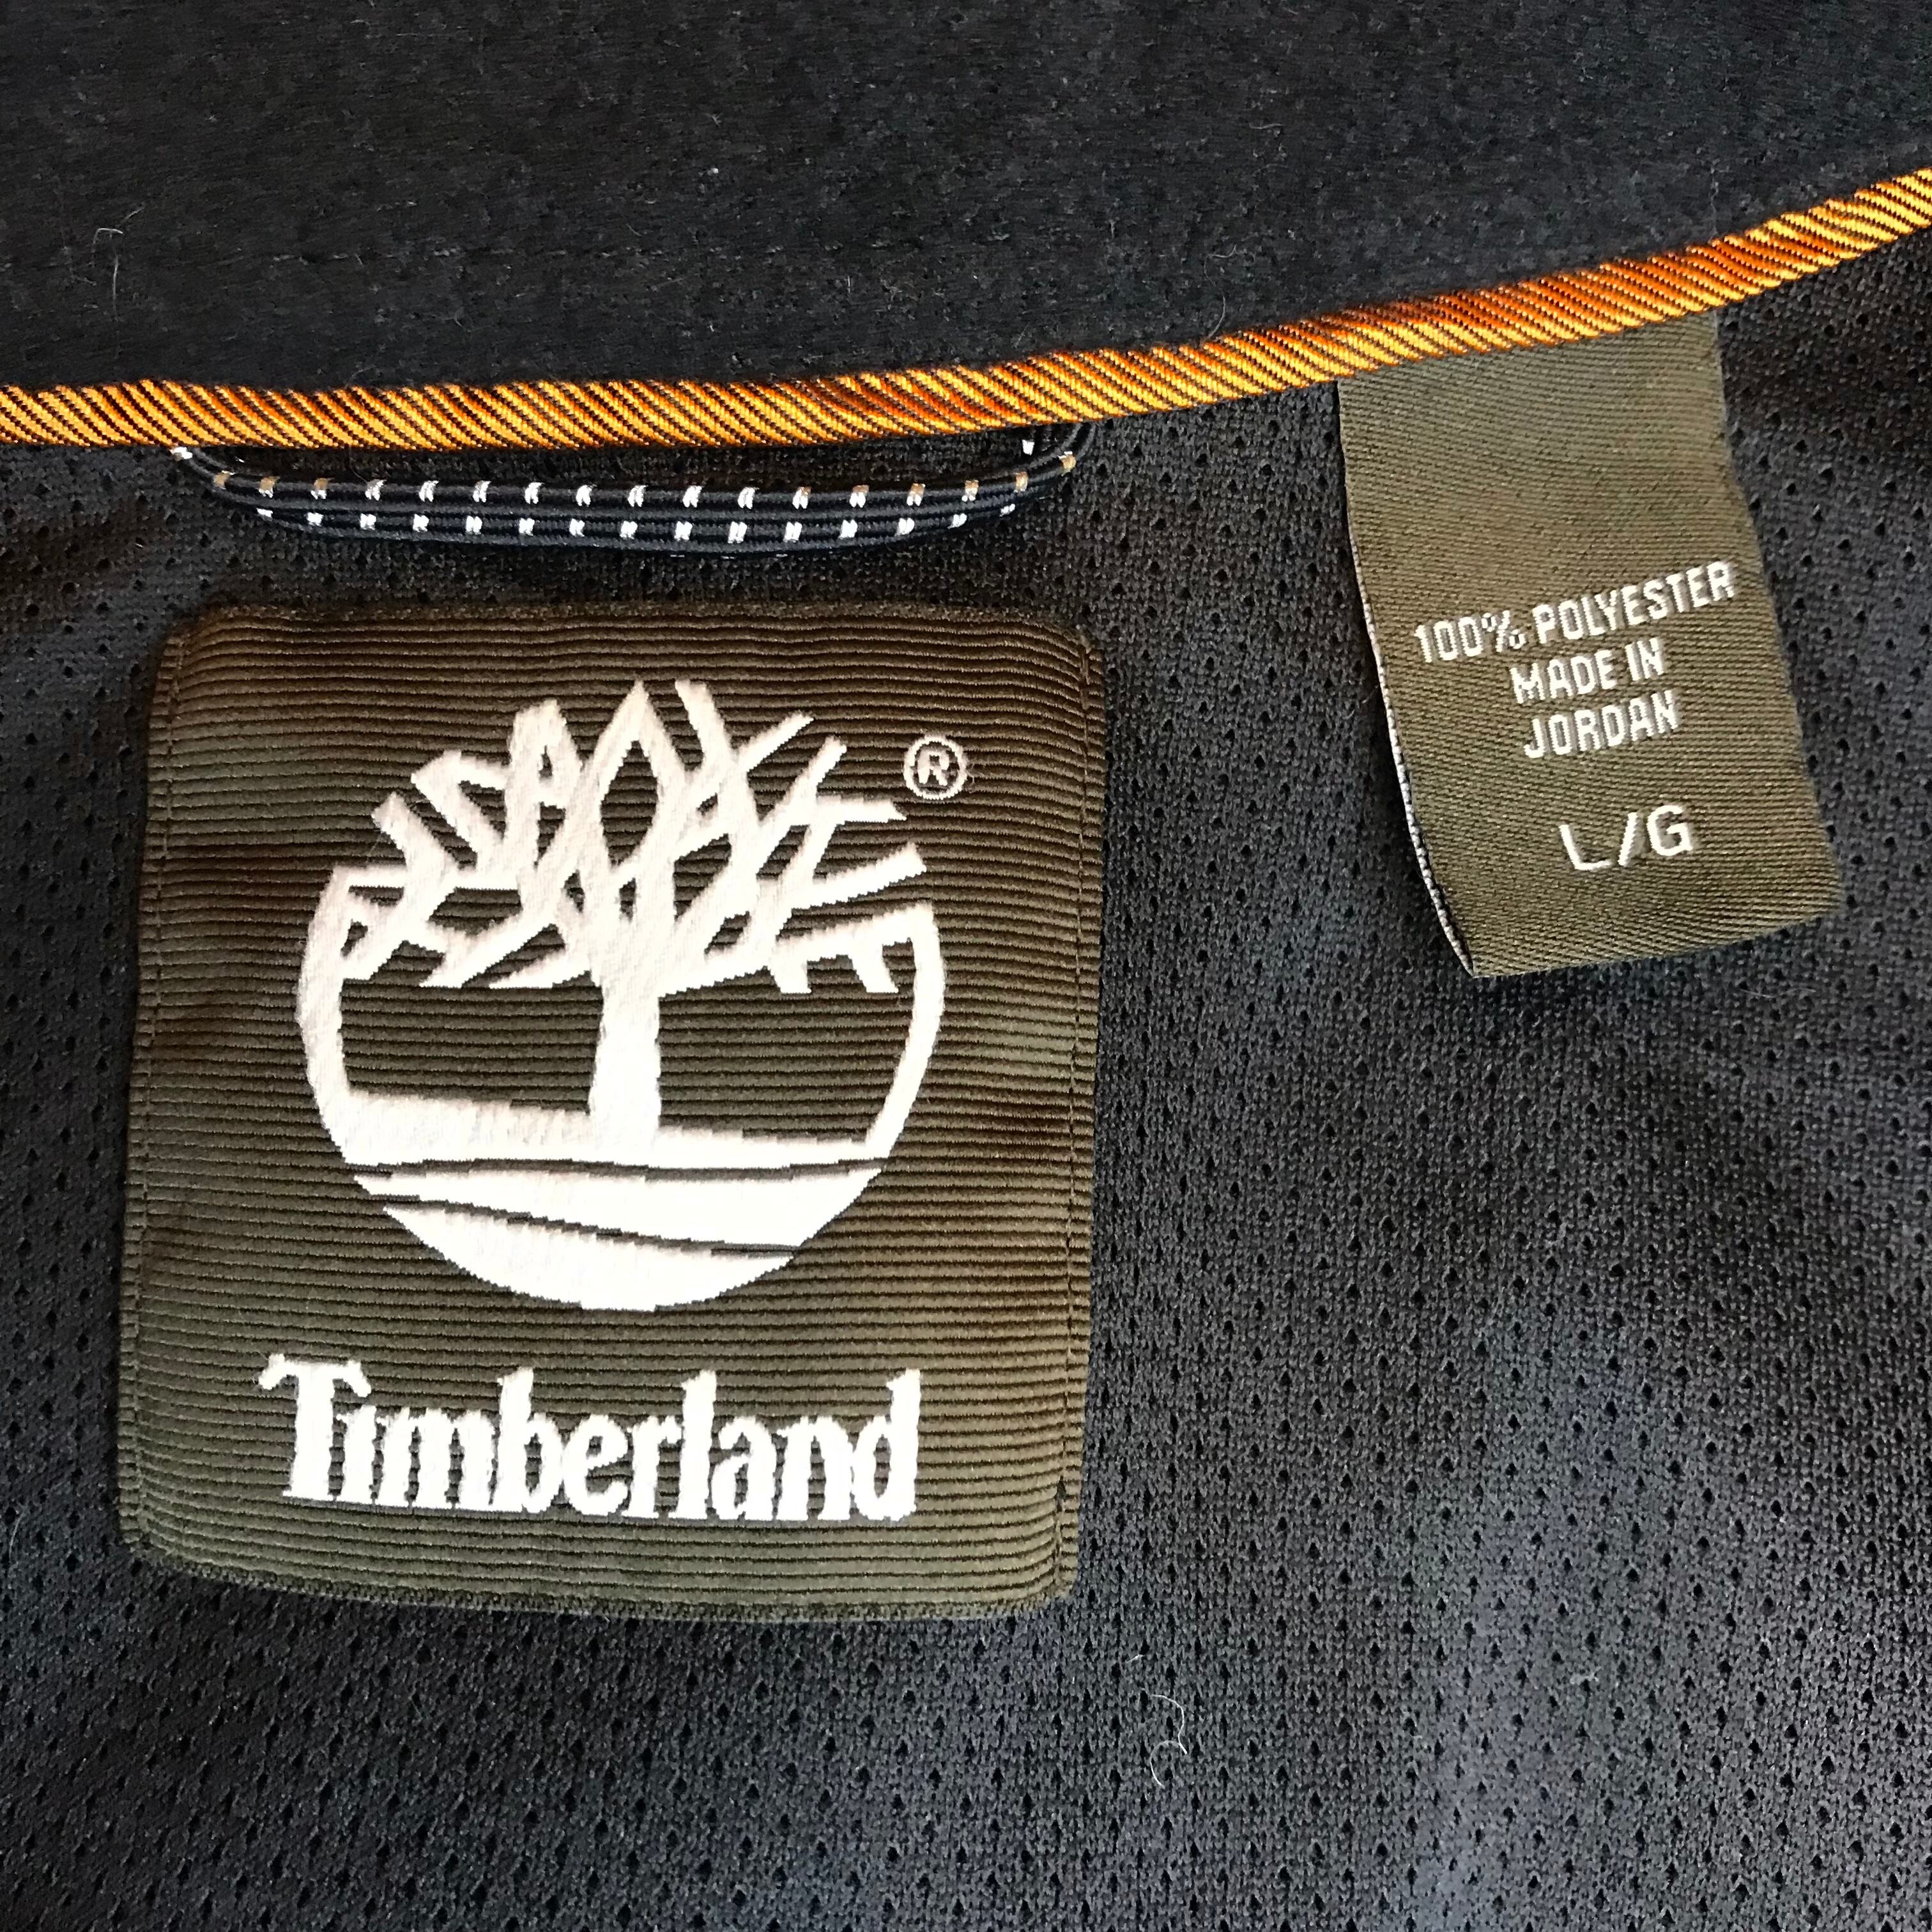 ®
Timberland
100% POLYESTER
MADE IN
JORDAN
L/G